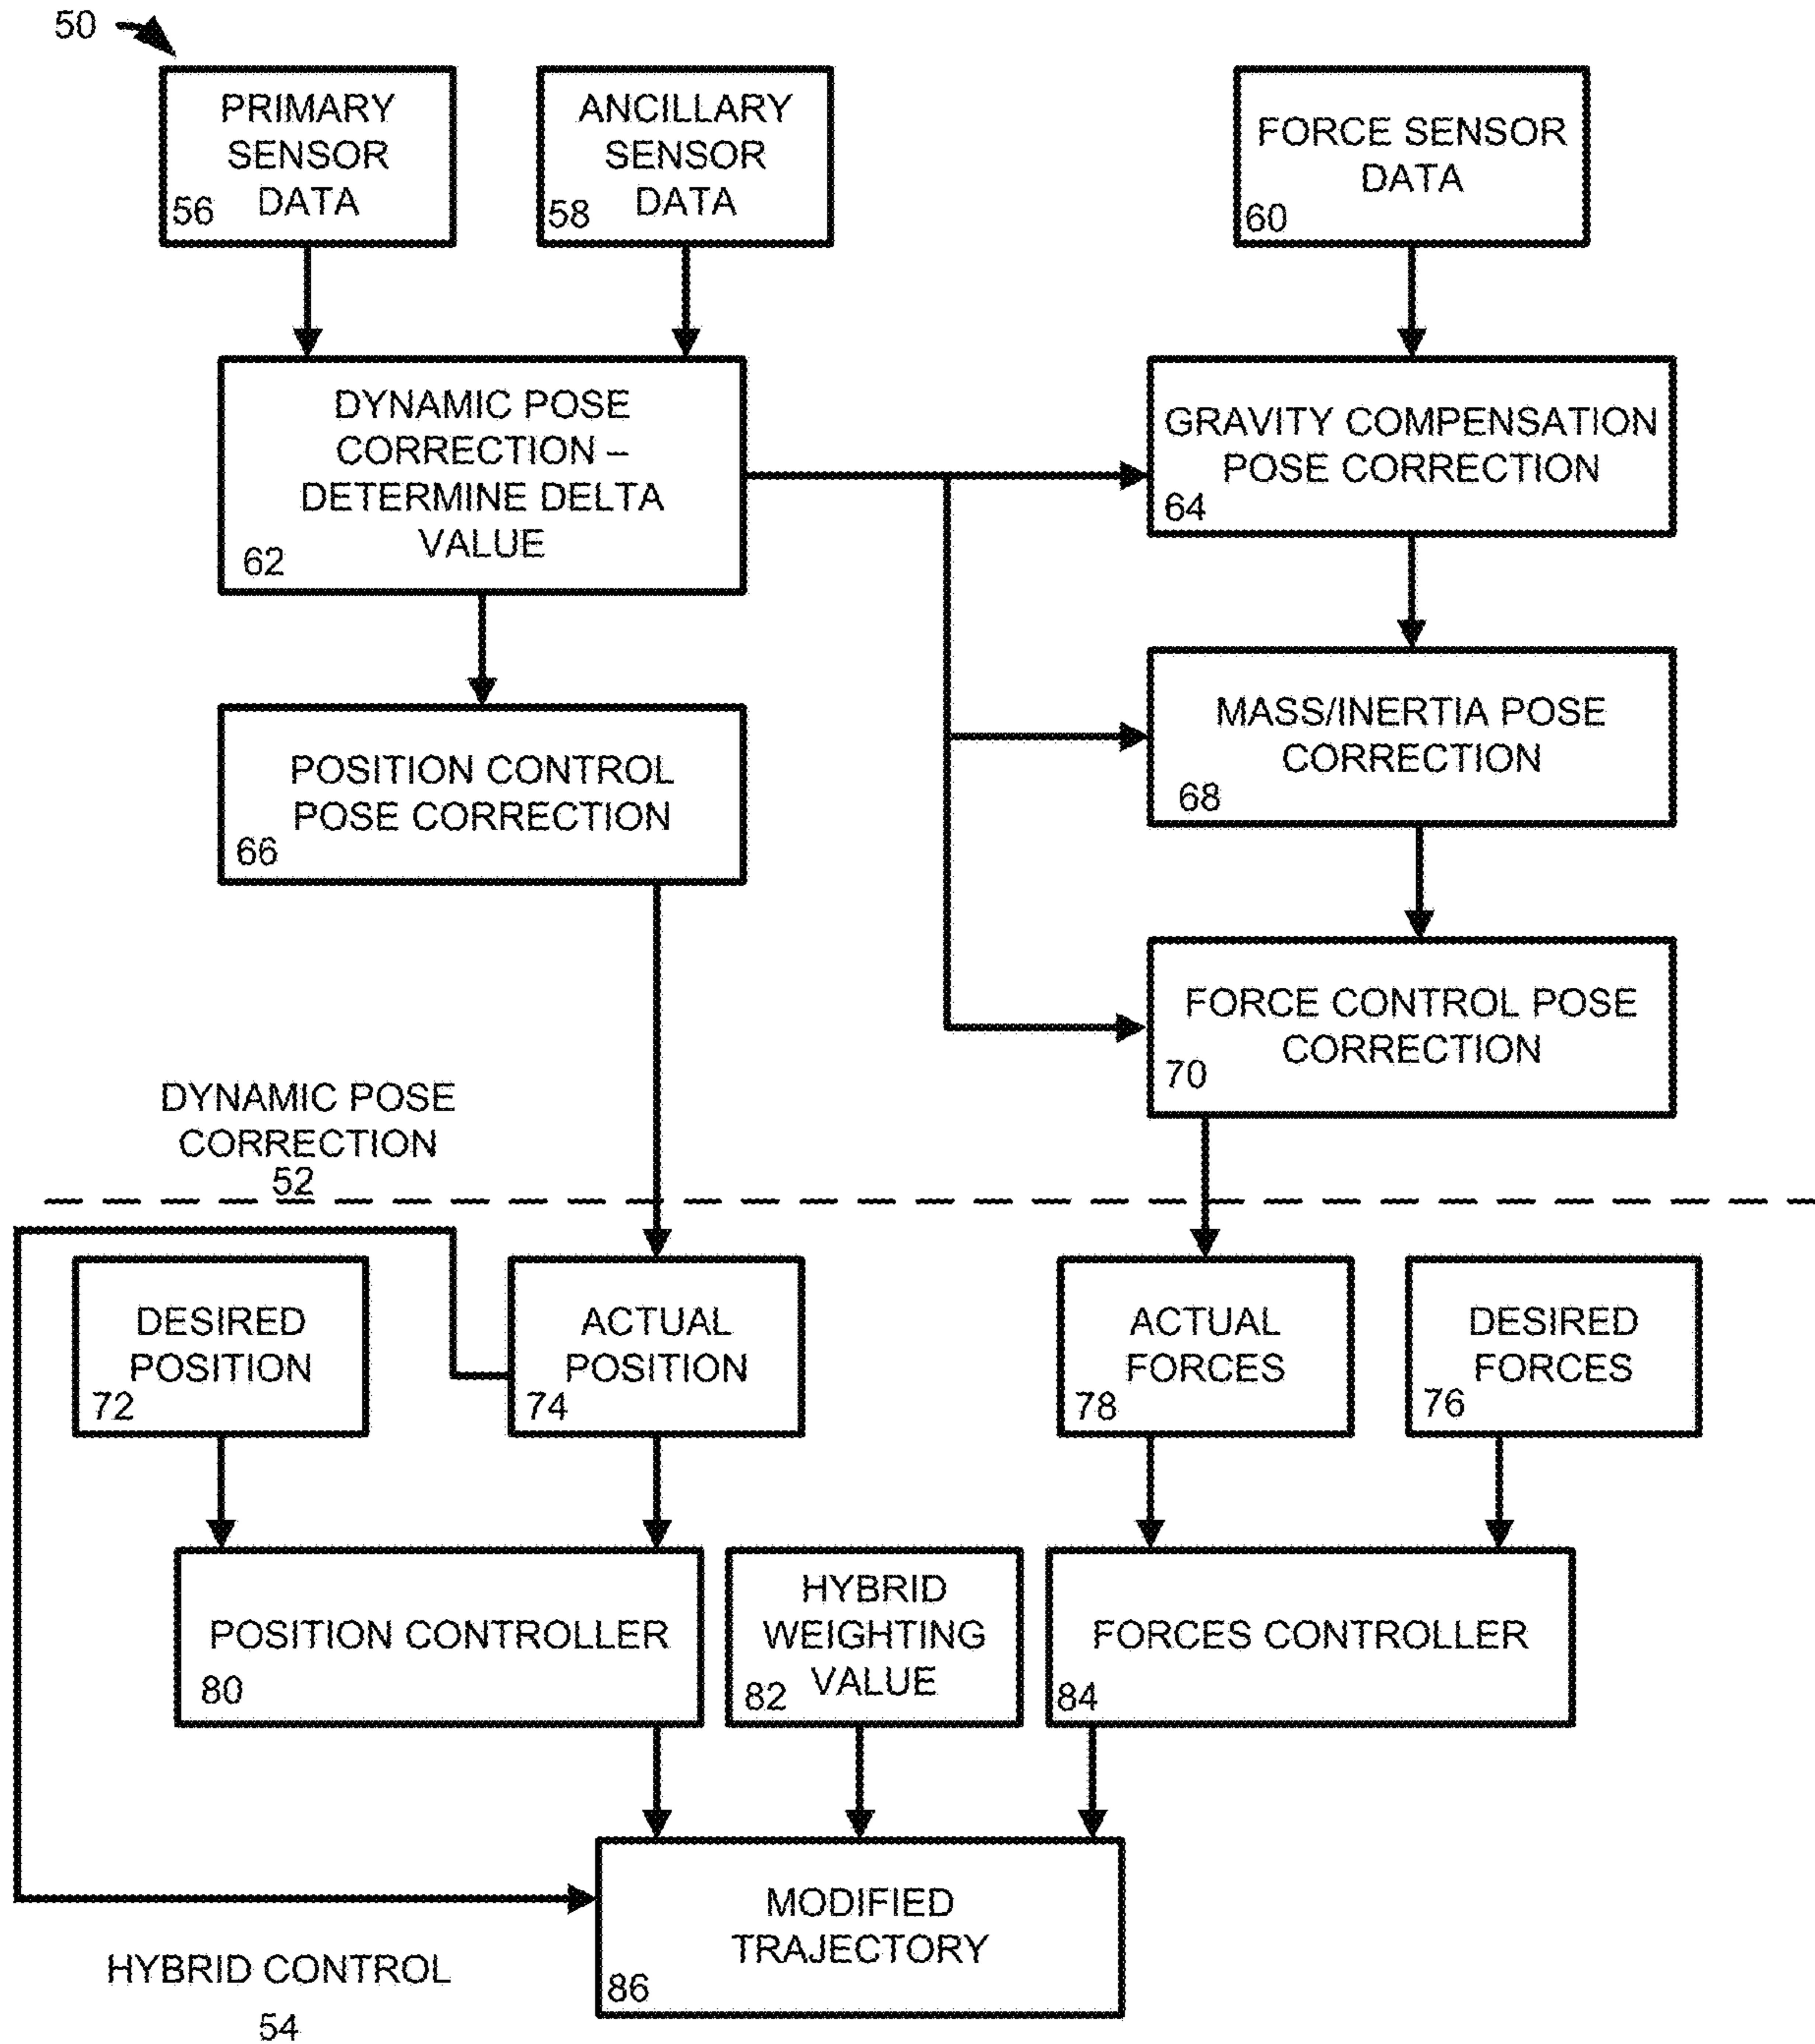 50
PRIMARY
SENSOR
DATA
56
ANCILLARY
SENSOR
DATA
58
FORCE SENSOR
DATA
60
DYNAMIC POSE
CORRECTION –
DETERMINE DELTA
VALUE
62
GRAVITY COMPENSATION
POSE CORRECTION
64
POSITION CONTROL
POSE CORRECTION
66
MASS/INERTIA POSE
CORRECTION
68
FORCE CONTROL POSE
CORRECTION
70
DYNAMIC POSE
CORRECTION
52
DESIRED
POSITION
72
ACTUAL
POSITION
74
ACTUAL
FORCES
78
DESIRED
FORCES
76
POSITION CONTROLLER
80
HYBRID
WEIGHTING
VALUE
82
FORCES CONTROLLER
84
MODIFIED
TRAJECTORY
86
HYBRID CONTROL
54